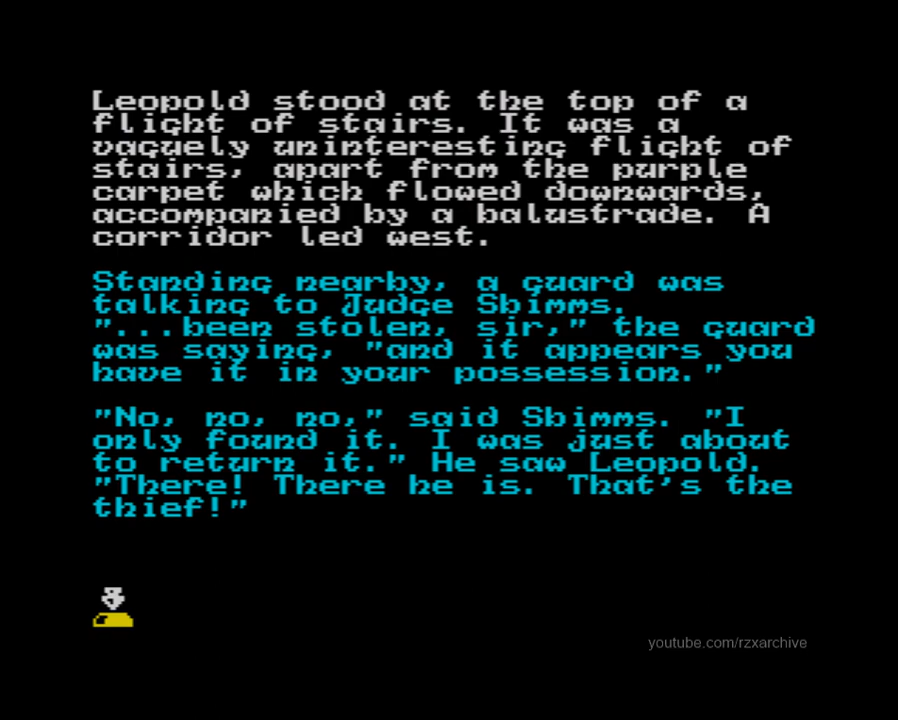 Leopold stood at the top of a
flight of stairs. It was a
vaguely uninteresting flight of
stairs, apart from the purple
carpet which flowed downwards,
accompanied by a balustrade. A
corridor led west.
Standing nearby, a guard was
talking to Judge Sbimms.
"...been stolen, sir," the guard
was saying, "and it appears you
have it in your possession."
"No, no, no," said Sbimms. "I
only found it. I was just about
to return it." He saw Leopold.
"There! There he is. That's the
thief!"
youtube.com/rzxarchive